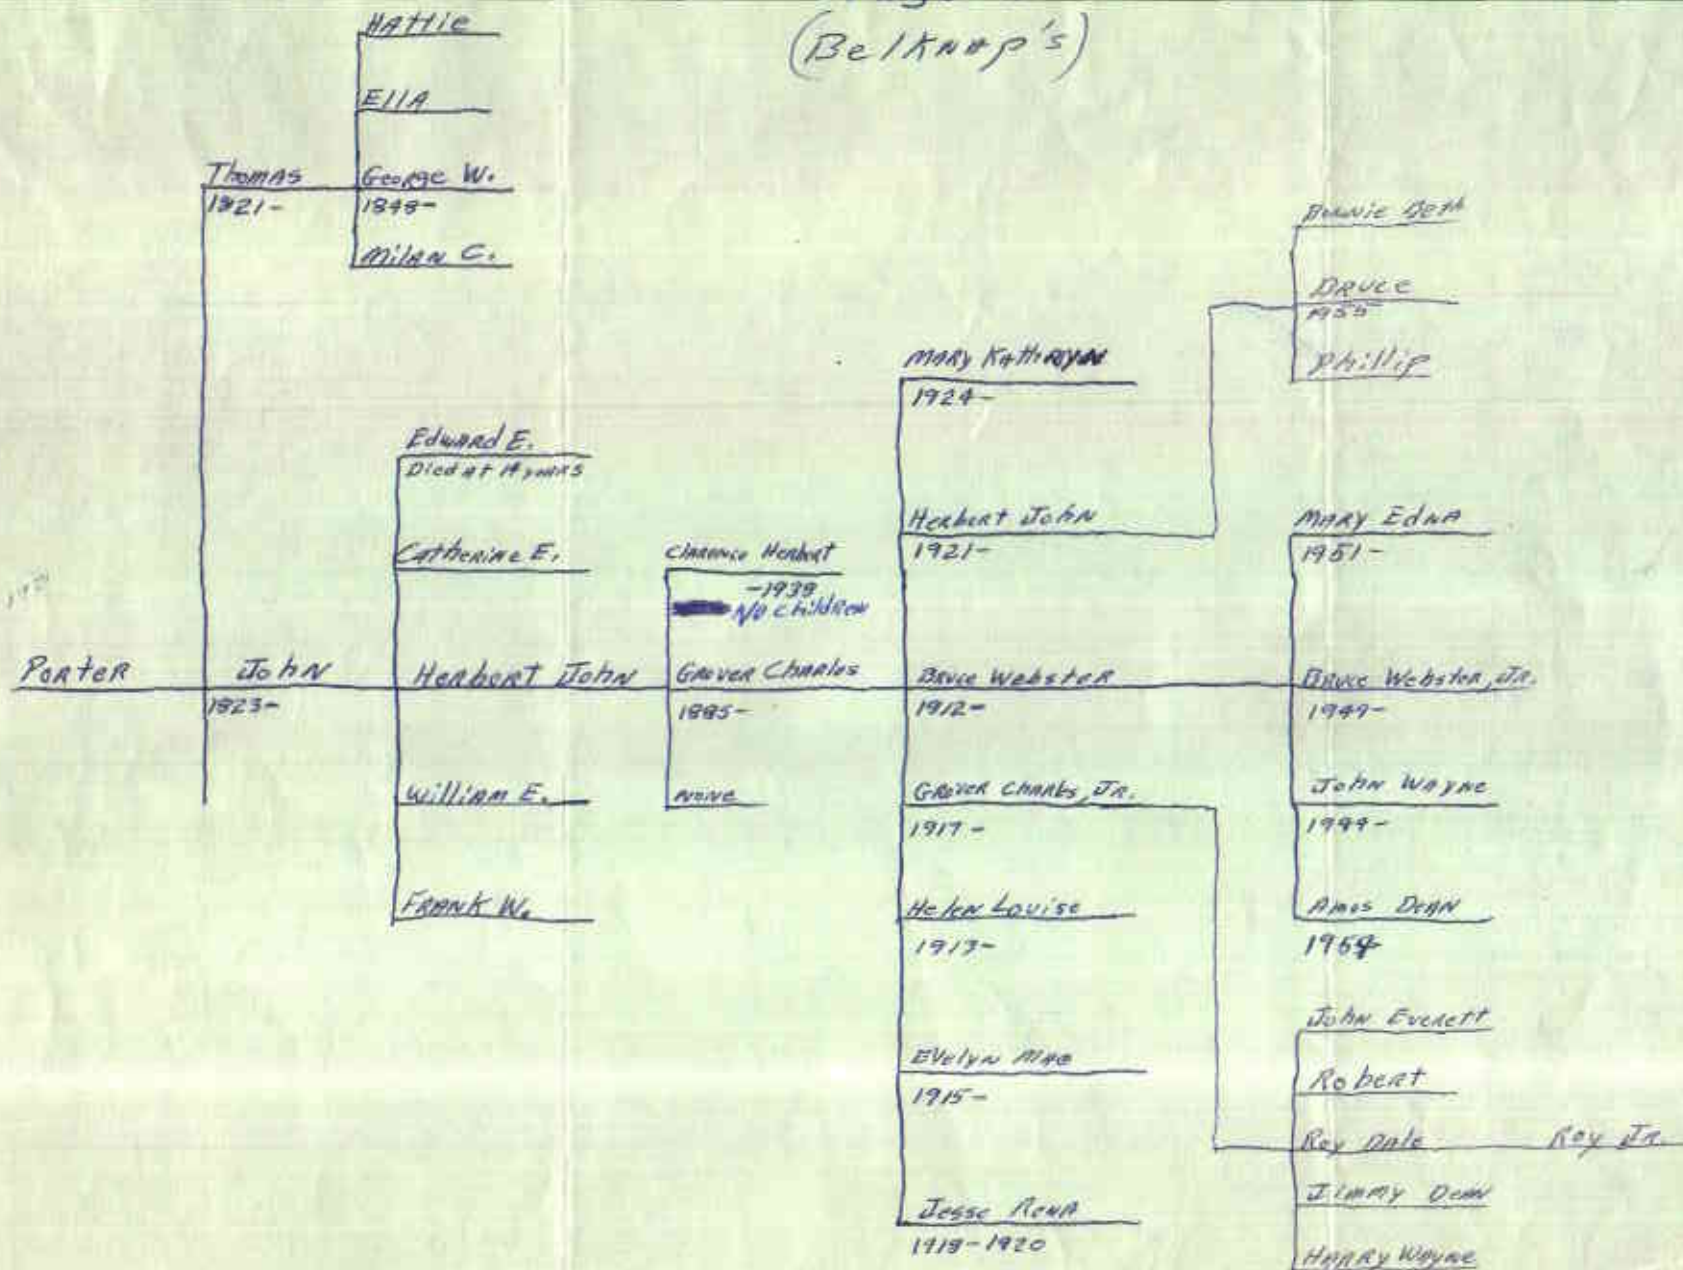 (Belknap's)
Hattie
Ella
Thomas
1821-
George W.
1848-
Milan C.
Bonnie Beth
Bruce
1955
Phillip
Mary Kathryn
1924-
Edward E.
Died at 14 years
Herbert John
1921-
Mary Edna
1951-
Catherine E.
Clarence Herbert
-1939
No Children
Porter
John
1823-
Herbert John
Grover Charles
1885-
Bruce Webster
1912-
Bruce Webster, Jr.
1949-
William E.
None
Grover Charles, Jr.
1917-
John Wayne
1944-
Frank W.
Helen Louise
1913-
Amos Dean
John Everett
Evelyn Mae
1915-
Robert
Roy Dale
Roy Jr
Jimmy Dean
Jesse Rena
1919-1920
Harry Wayne